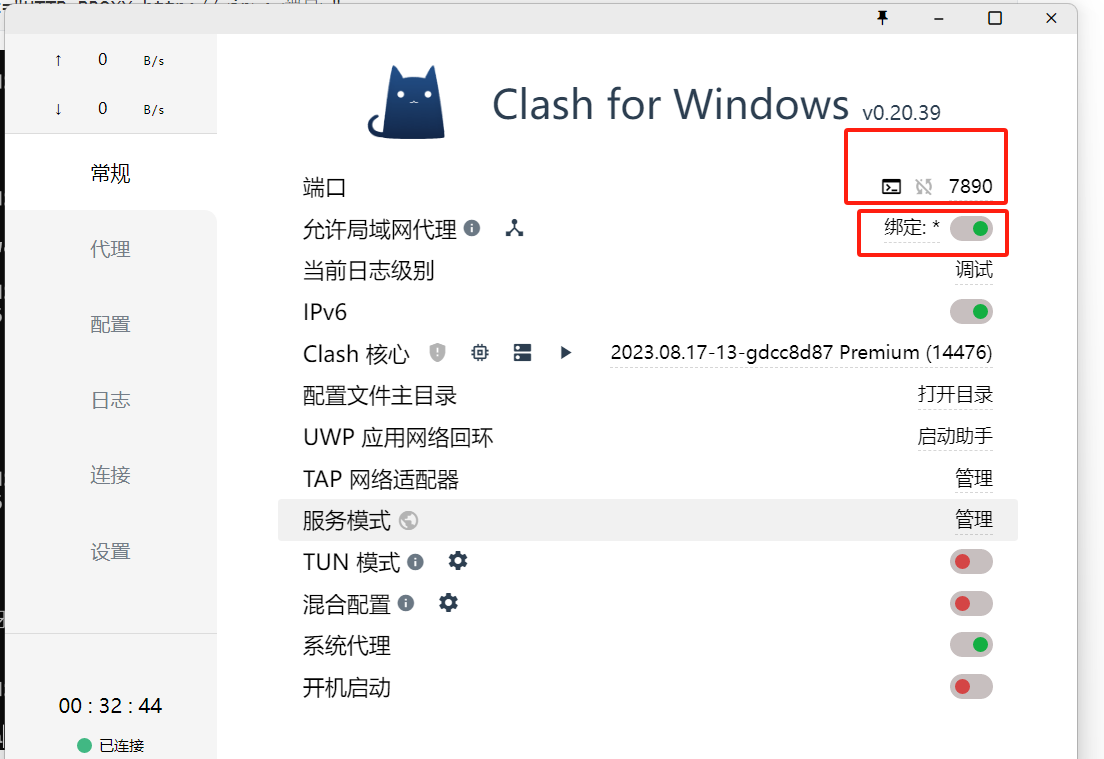 ↑ 0 B/s
↓ 0 B/s
常规
代理
配置
日志
连接
设置
00 : 32 : 44
已连接
Clash for Windows v0.20.39
端口 7890
允许局域网代理 绑定: *
当前日志级别 调试
IPv6
Clash 核心 2023.08.17-13-gdcc8d87 Premium (14476)
配置文件主目录 打开目录
UWP 应用网络回环 启动助手
TAP 网络适配器 管理
服务模式 管理
TUN 模式
混合配置
系统代理
开机启动